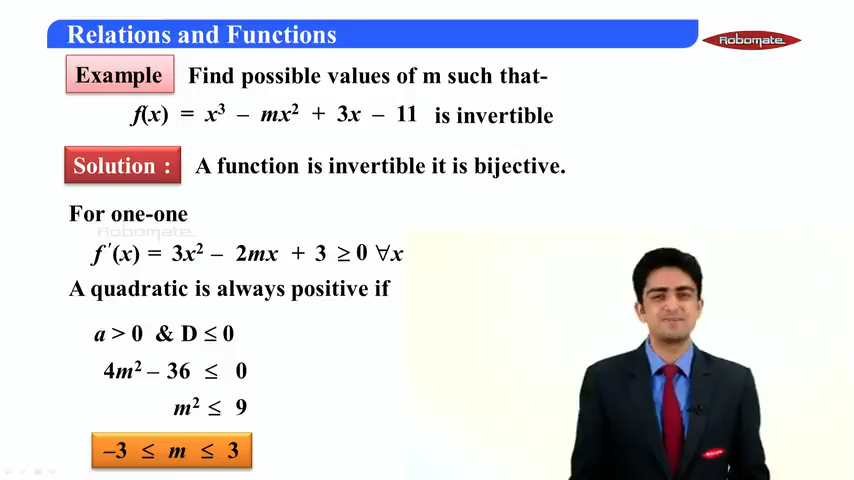 Relations and Functions
Robomate
Example Find possible values of m such that-
f(x) = x³ – mx² + 3x – 11 is invertible
Solution : A function is invertible it is bijective.
For one-one
Robomate
f ′(x) = 3x² – 2mx + 3 ≥ 0 ∀x
A quadratic is always positive if
a > 0 & D ≤ 0
4m² – 36 ≤ 0
m² ≤ 9
–3 ≤ m ≤ 3